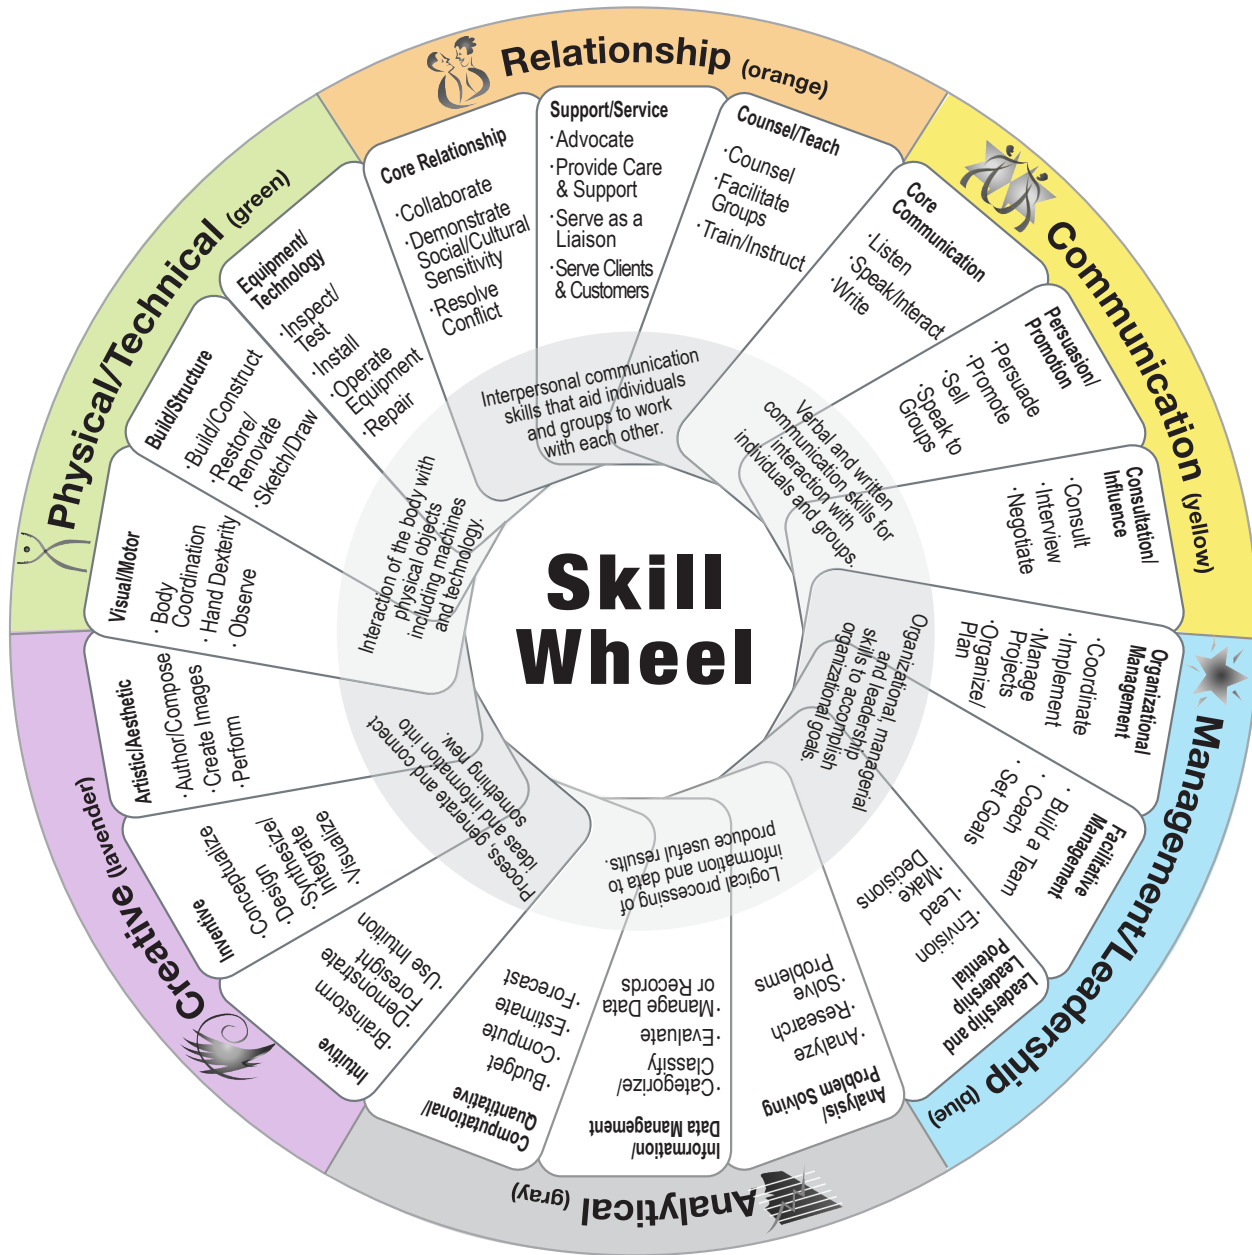 Skill
Wheel
Relationship (orange)
Core Relationship
·Collaborate
·Demonstrate
Social/Cultural
Sensitivity
·Resolve
Conflict
Support/Service
·Advocate
·Provide Care
& Support
·Serve as a
Liaison
·Serve Clients
& Customers
Counsel/Teach
·Counsel
·Facilitate
Groups
·Train/Instruct
Interpersonal communication
skills that aid individuals
and groups to work
with each other.
Communication (yellow)
Core
Communication
·Listen
·Speak/Interact
·Write
Persuasion/
Promotion
·Persuade
·Promote
·Sell
·Speak to
Groups
Consultation/
Influence
·Consult
·Interview
·Negotiate
Verbal and written
communication skills for
interaction with
individuals and groups.
Management/Leadership (blue)
Organizational
Management
·Coordinate
·Implement
·Manage
Projects
·Organize/
Plan
Facilitative
Management
· Build a Team
· Coach
· Set Goals
Leadership and
Leadership
Potential
·Envision
·Lead
·Make
Decisions
Organizational, managerial
and leadership
skills to accomplish
organizational goals.
Analytical (gray)
Analysis/
Problem Solving
·Analyze
·Research
·Solve
Problems
Information/
Data Management
·Categorize/
Classify
·Evaluate
·Manage Data
or Records
Computational/
Quantitative
·Budget
·Compute
·Estimate
·Forecast
Logical processing of
information and data to
produce useful results.
Creative (lavender)
Intuitive
·Brainstorm
·Demonstrate
Foresight
·Use Intuition
Inventive
·Conceptualize
·Design
·Synthesize/
Integrate
·Visualize
Artistic/Aesthetic
· Author/Compose
· Create Images
· Perform
Process, generate and connect
ideas and information into
something new.
Physical/Technical (green)
Visual/Motor
· Body
Coordination
· Hand Dexterity
· Observe
Build/Structure
·Build/Construct
·Restore/
Renovate
·Sketch/Draw
Equipment/
Technology
·Inspect/
Test
·Install
·Operate
Equipment
·Repair
Interaction of the body with
physical objects
including machines
and technology.